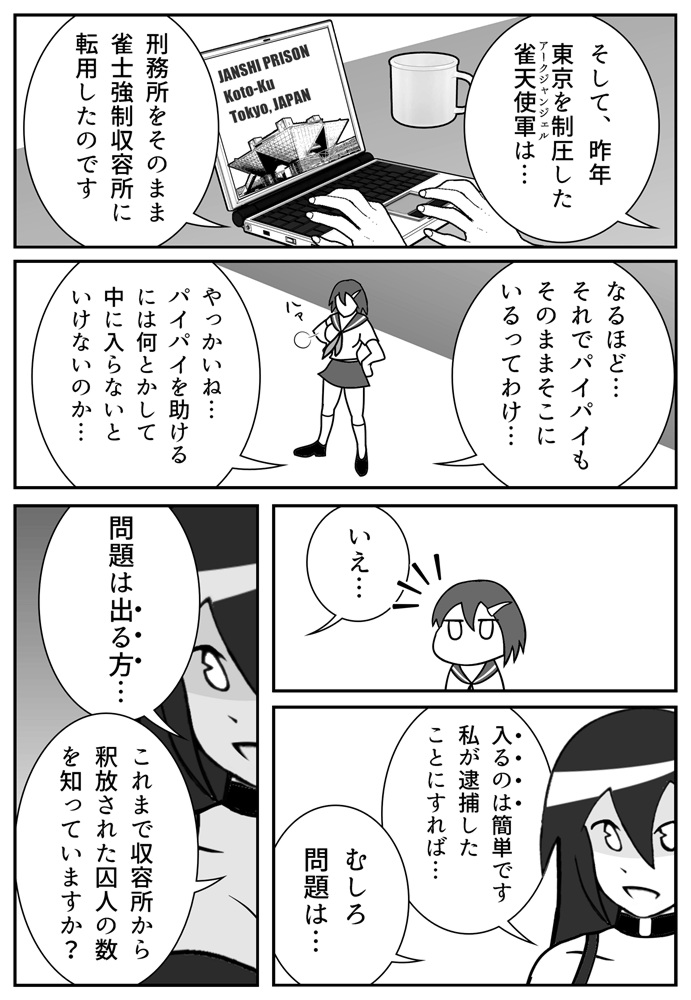 そして、昨年
東京を制圧した
雀天使軍は…
アークジャンジェル
JANSHI PRISON
Koto-Ku
Tokyo, JAPAN
刑務所をそのまま
雀士強制収容所に
転用したのです
なるほど…
それでパイパイも
そのままそこに
いるってわけ…
ハァ
やっかいね…
パイパイを助ける
には何とかして
中に入らないと
いけないのか…
いえ…
入るのは簡単です
私が逮捕した
ことにすれば…
むしろ
問題は…
問題は出る方…
これまで収容所から
釈放された囚人の数
を知っていますか？